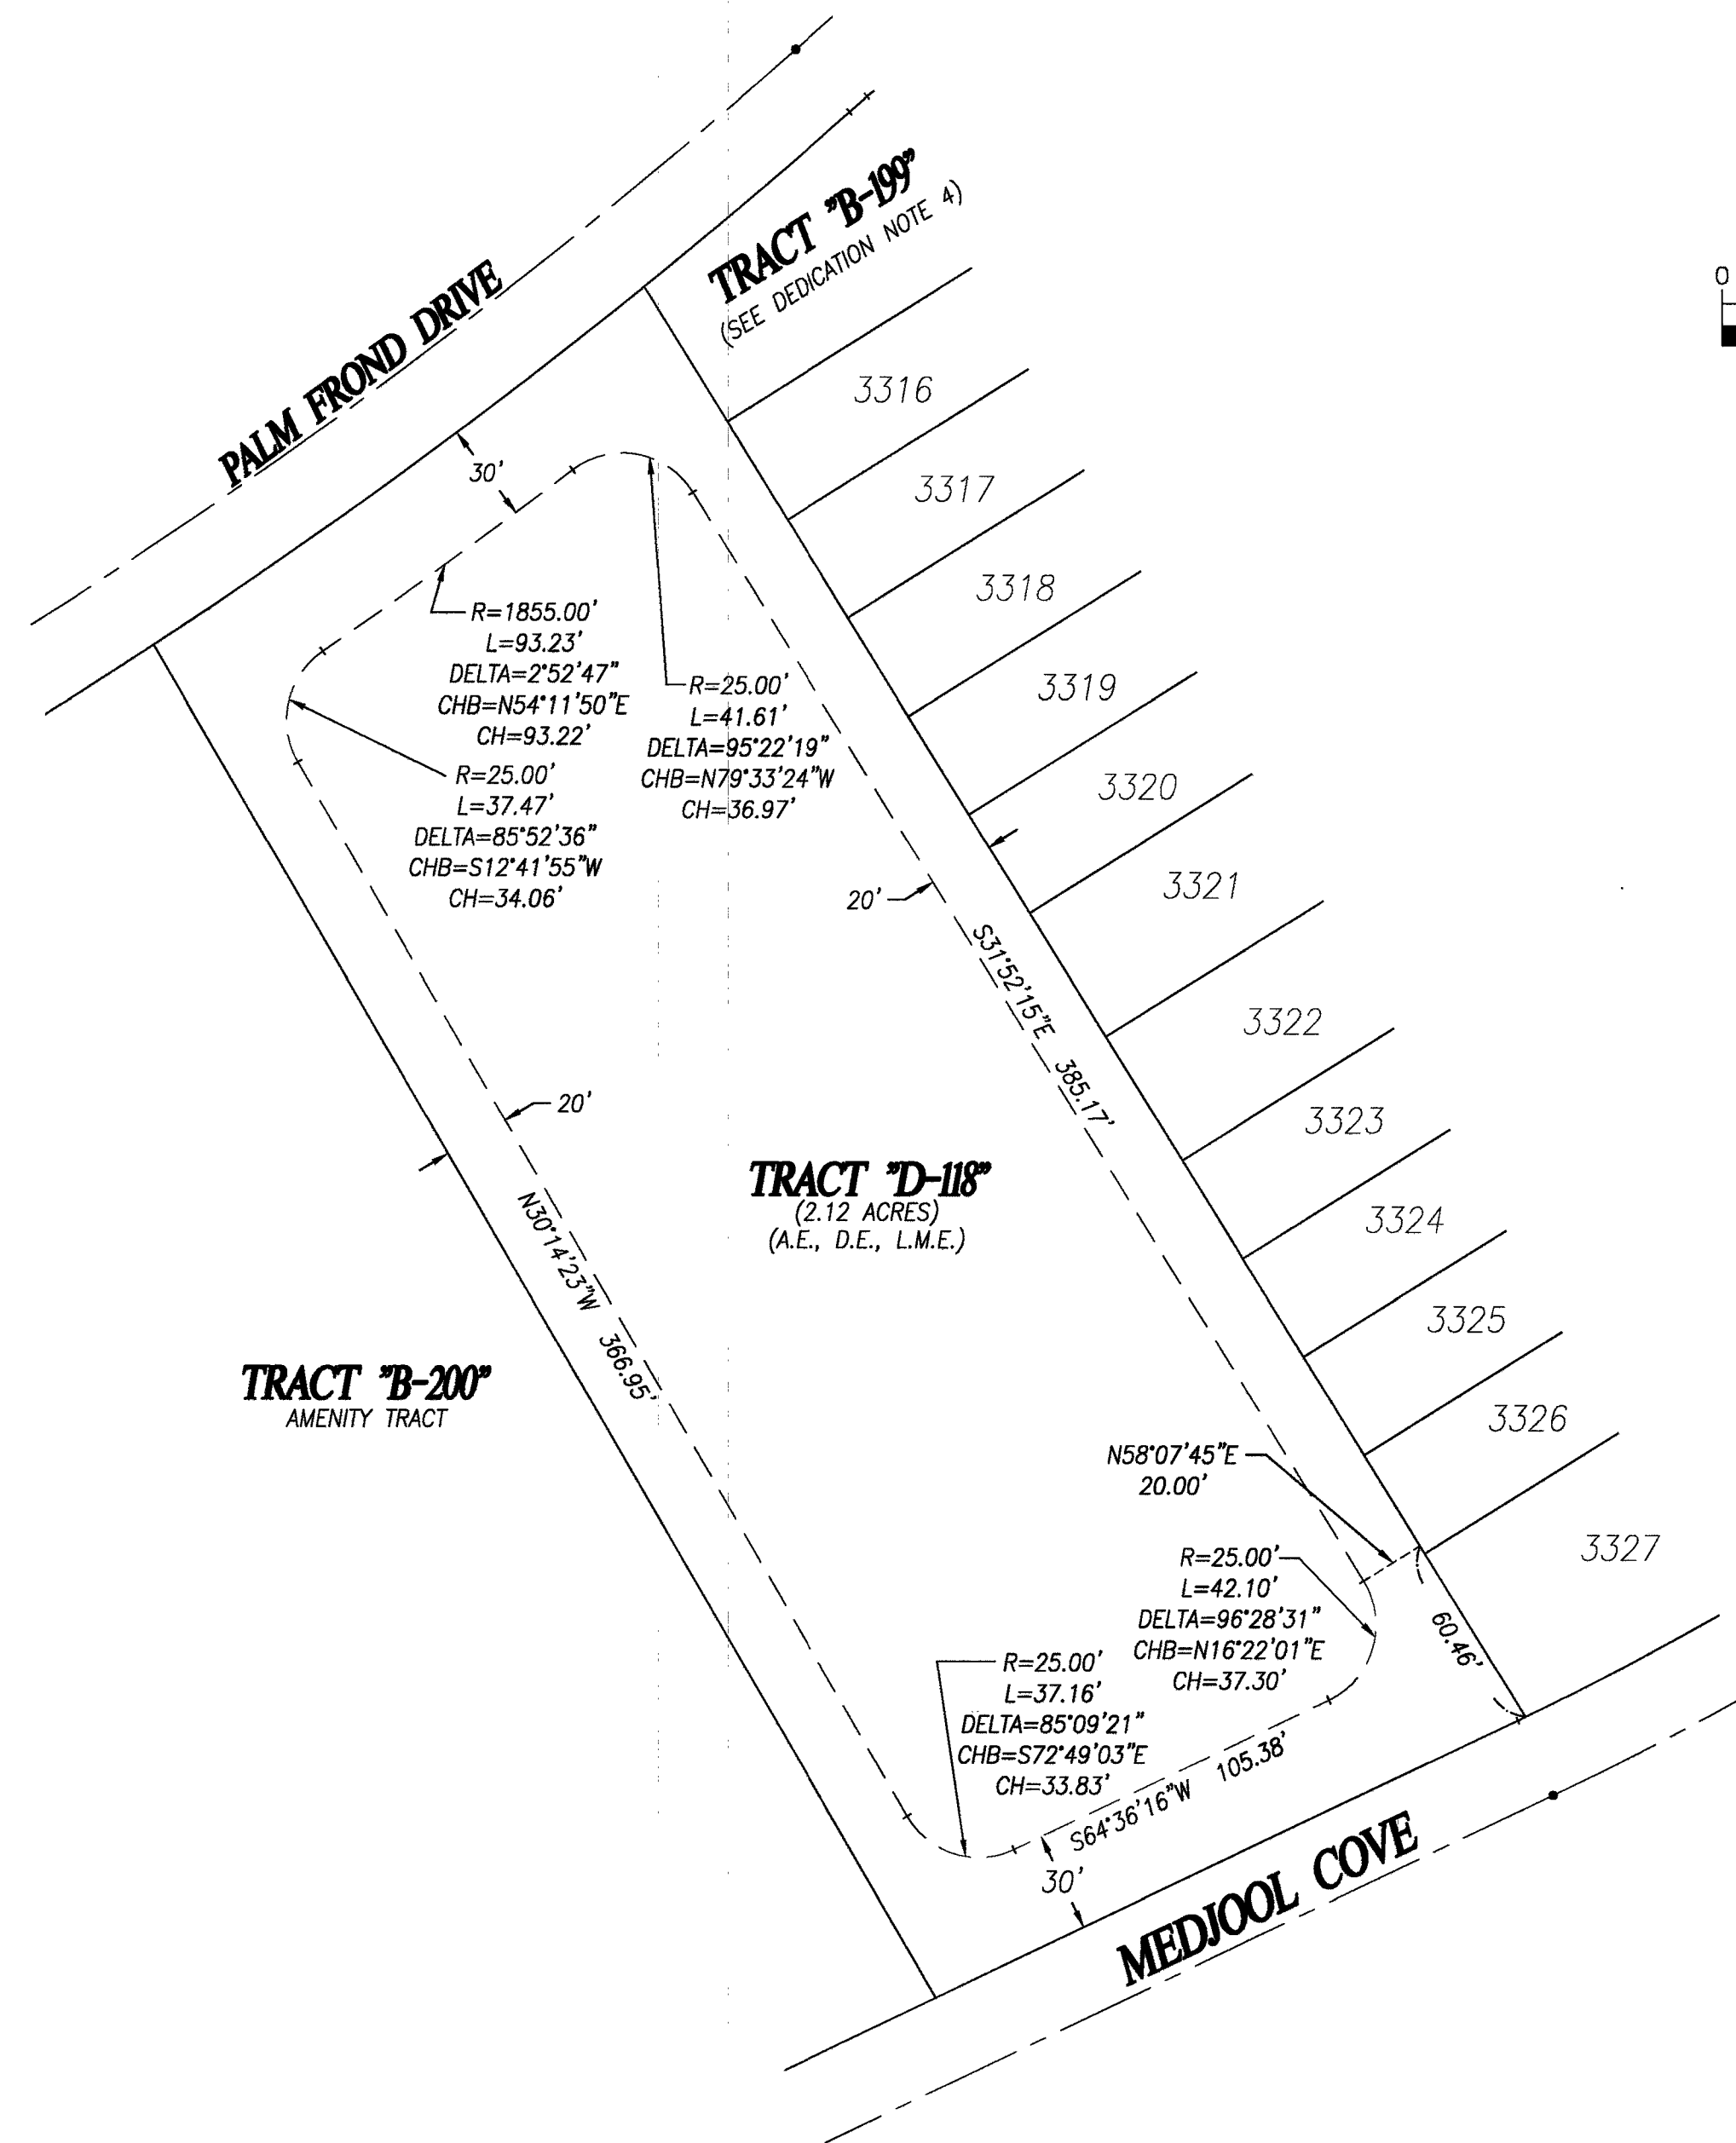 TRACT "B-199"
(SEE DEDICATION NOTE 4)
0
PALM FROND DRIVE
3316
30'
3317
3318
R=1855.00'
L=93.23'
DELTA=2°52'47"
CHB=N54°11'50"E
CH=93.22'
R=25.00'
L=41.61'
DELTA=95°22'19"
CHB=N79°33'24"W
CH=36.97'
3319
R=25.00'
L=37.47'
DELTA=85°52'36"
CHB=S12°41'55"W
CH=34.06'
3320
20'
3321
S31°52'15"E 385.17'
3322
20'
3323
TRACT "D-118"
(2.12 ACRES)
(A.E., D.E., L.M.E.)
3324
N30°14'23"W 366.95'
3325
TRACT "B-200"
AMENITY TRACT
3326
N58°07'45"E
20.00'
3327
R=25.00'
L=42.10'
DELTA=96°28'31"
CHB=N16°22'01"E
CH=37.30'
60.46'
R=25.00'
L=37.16'
DELTA=85°09'21"
CHB=S72°49'03"E
CH=33.83'
S64°36'16"W 105.38'
30'
MEDJOOL COVE